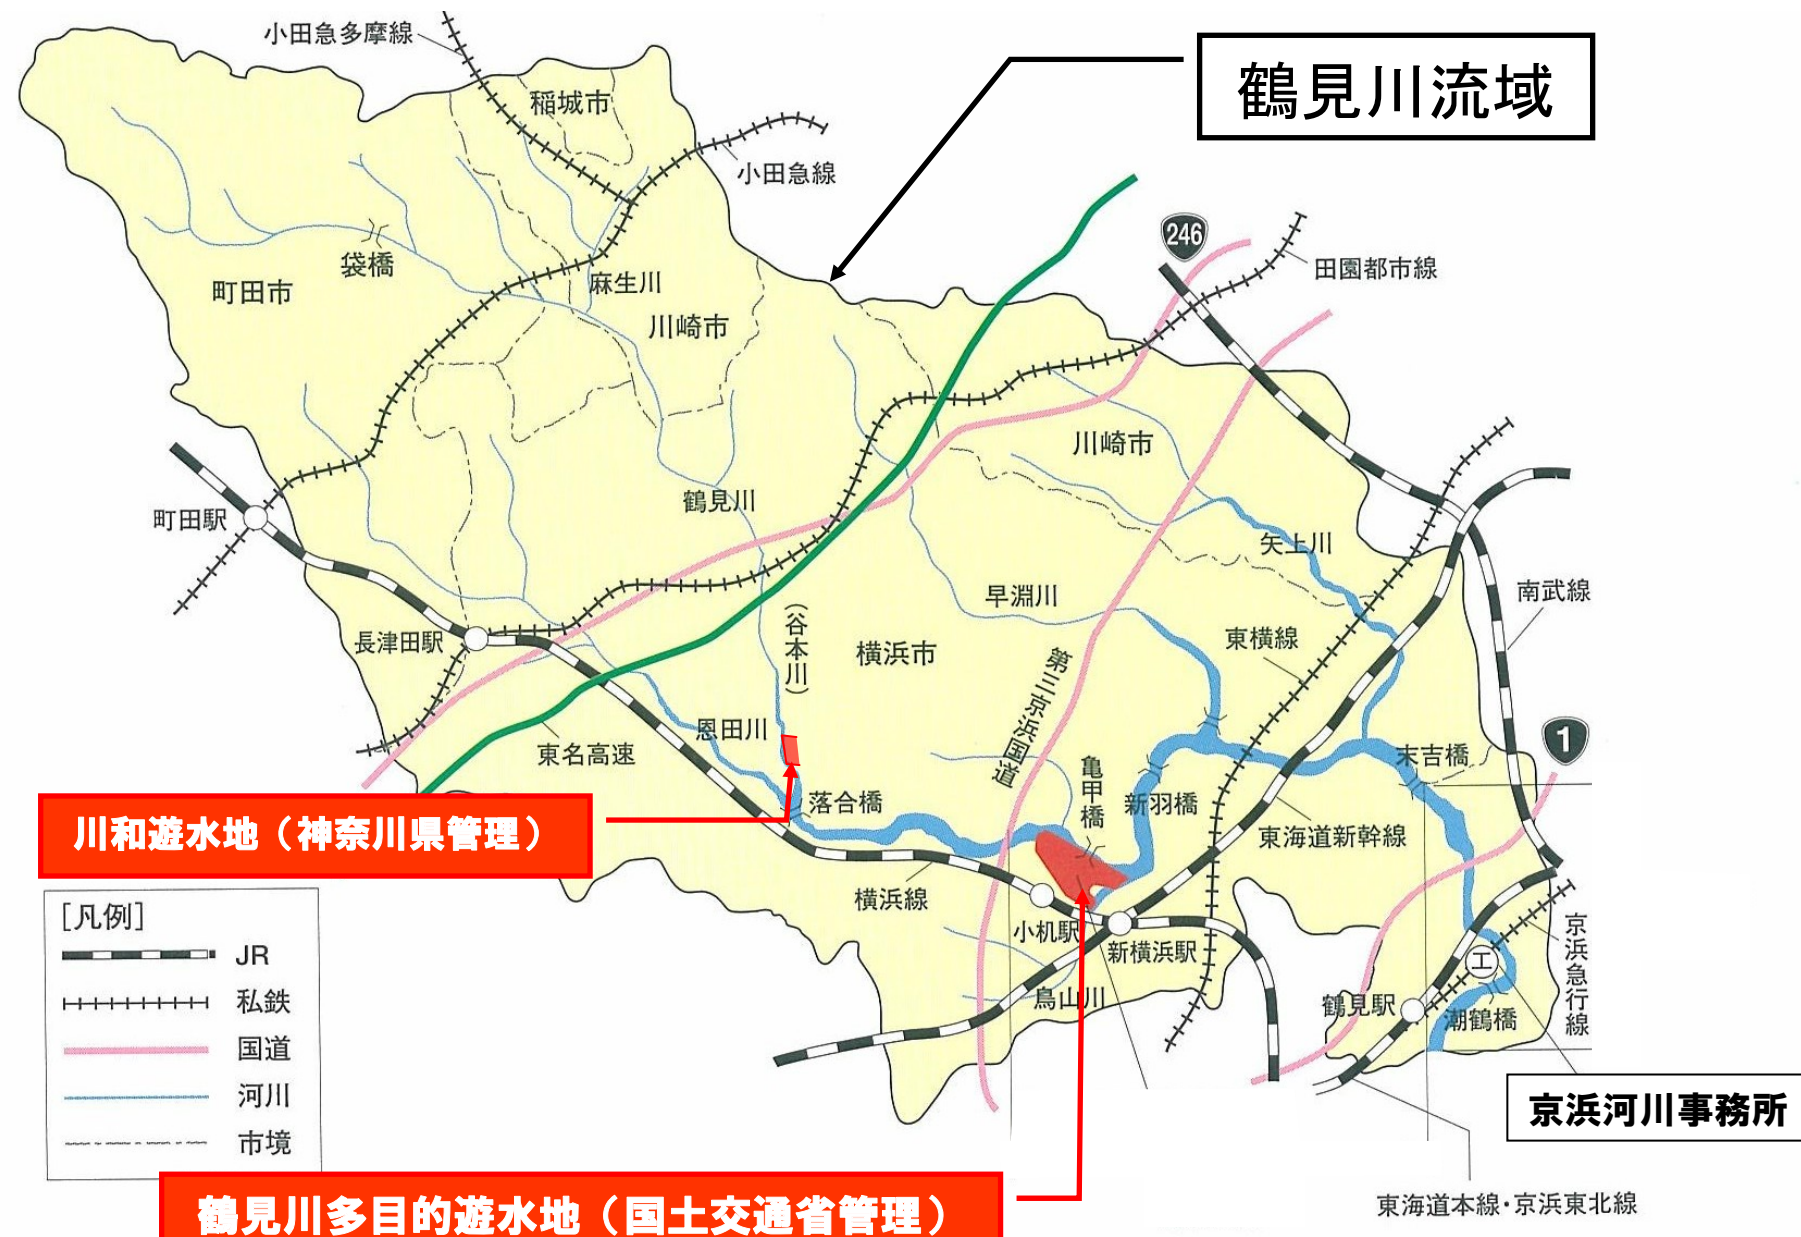 小田急多摩線
鶴見川流域
稲城市
小田急線
246
田園都市線
袋橋
町田市
麻生川
川崎市
川崎市
鶴見川
町田駅
矢上川
早淵川
南武線
(谷本川)
長津田駅
横浜市
東横線
第三京浜国道
恩田川
東名高速
1
末吉橋
亀甲橋
新羽橋
落合橋
川和遊水地（神奈川県管理）
東海道新幹線
横浜線
[凡例]
JR
私鉄
国道
河川
市境
小机駅
新横浜駅
鳥山川
京浜急行線
工
鶴見駅
潮鶴橋
京浜河川事務所
鶴見川多目的遊水地（国土交通省管理）
東海道本線・京浜東北線